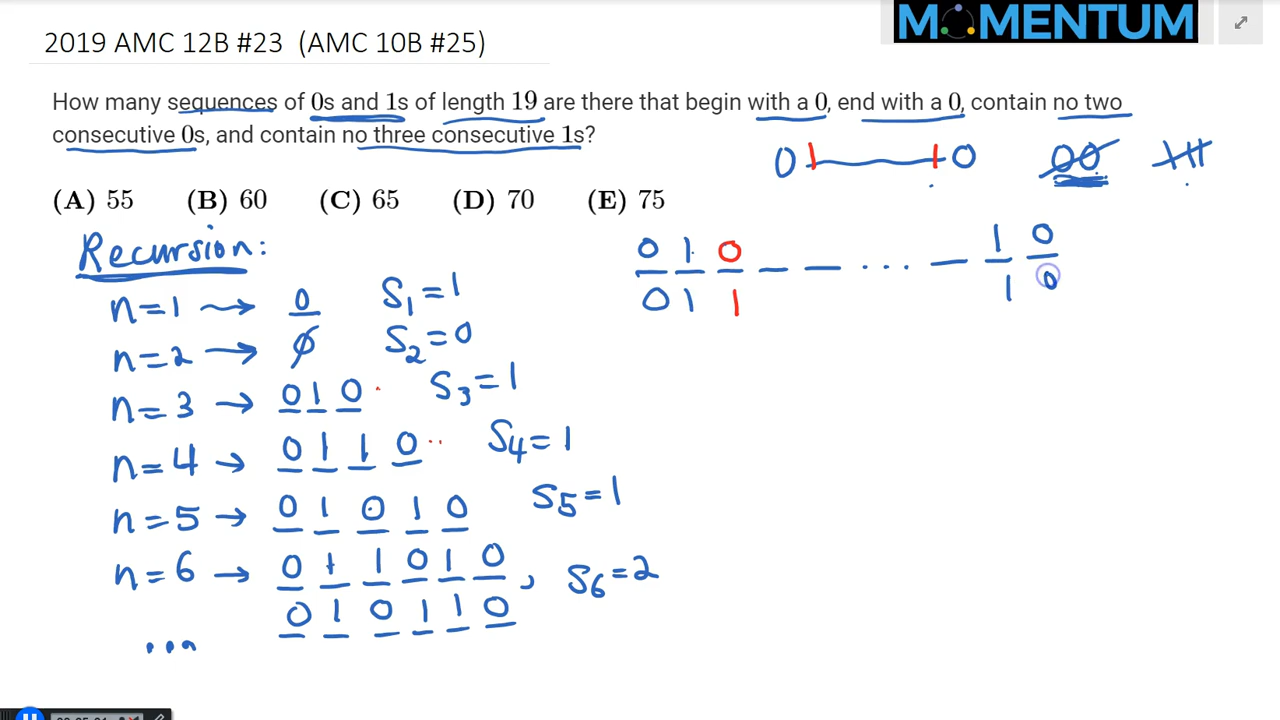 MOMENTUM
2019 AMC 12B #23 (AMC 10B #25)
How many sequences of 0s and 1s of length 19 are there that begin with a 0, end with a 0, contain no two
consecutive 0s, and contain no three consecutive 1s?
0 0 00 111
(A) 55 (B) 60 (C) 65 (D) 70 (E) 75
Recursion:
0 1 0 ... 1 0
0 1 1 1 0
n=1 → 0 S1=1
n=2 → ∅ S2=0
n=3 → 0 1 0 S3=1
n=4 → 0 1 1 0 S4=1
n=5 → 0 1 0 1 0 S5=1
n=6 → 0 1 1 0 1 0, S6=2
0 1 0 1 1 0
...